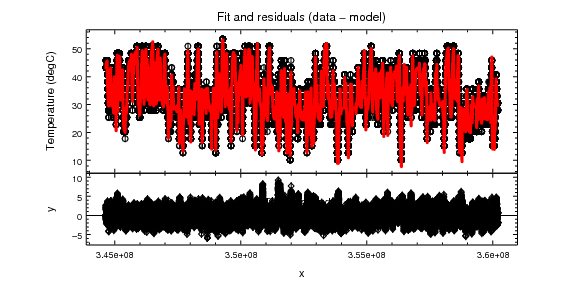 Fit and residuals (data − model)
Temperature (degC)
50
40
30
20
10
y
10
5
0
−5
3.45e+08 3.5e+08 3.55e+08 3.6e+08
x